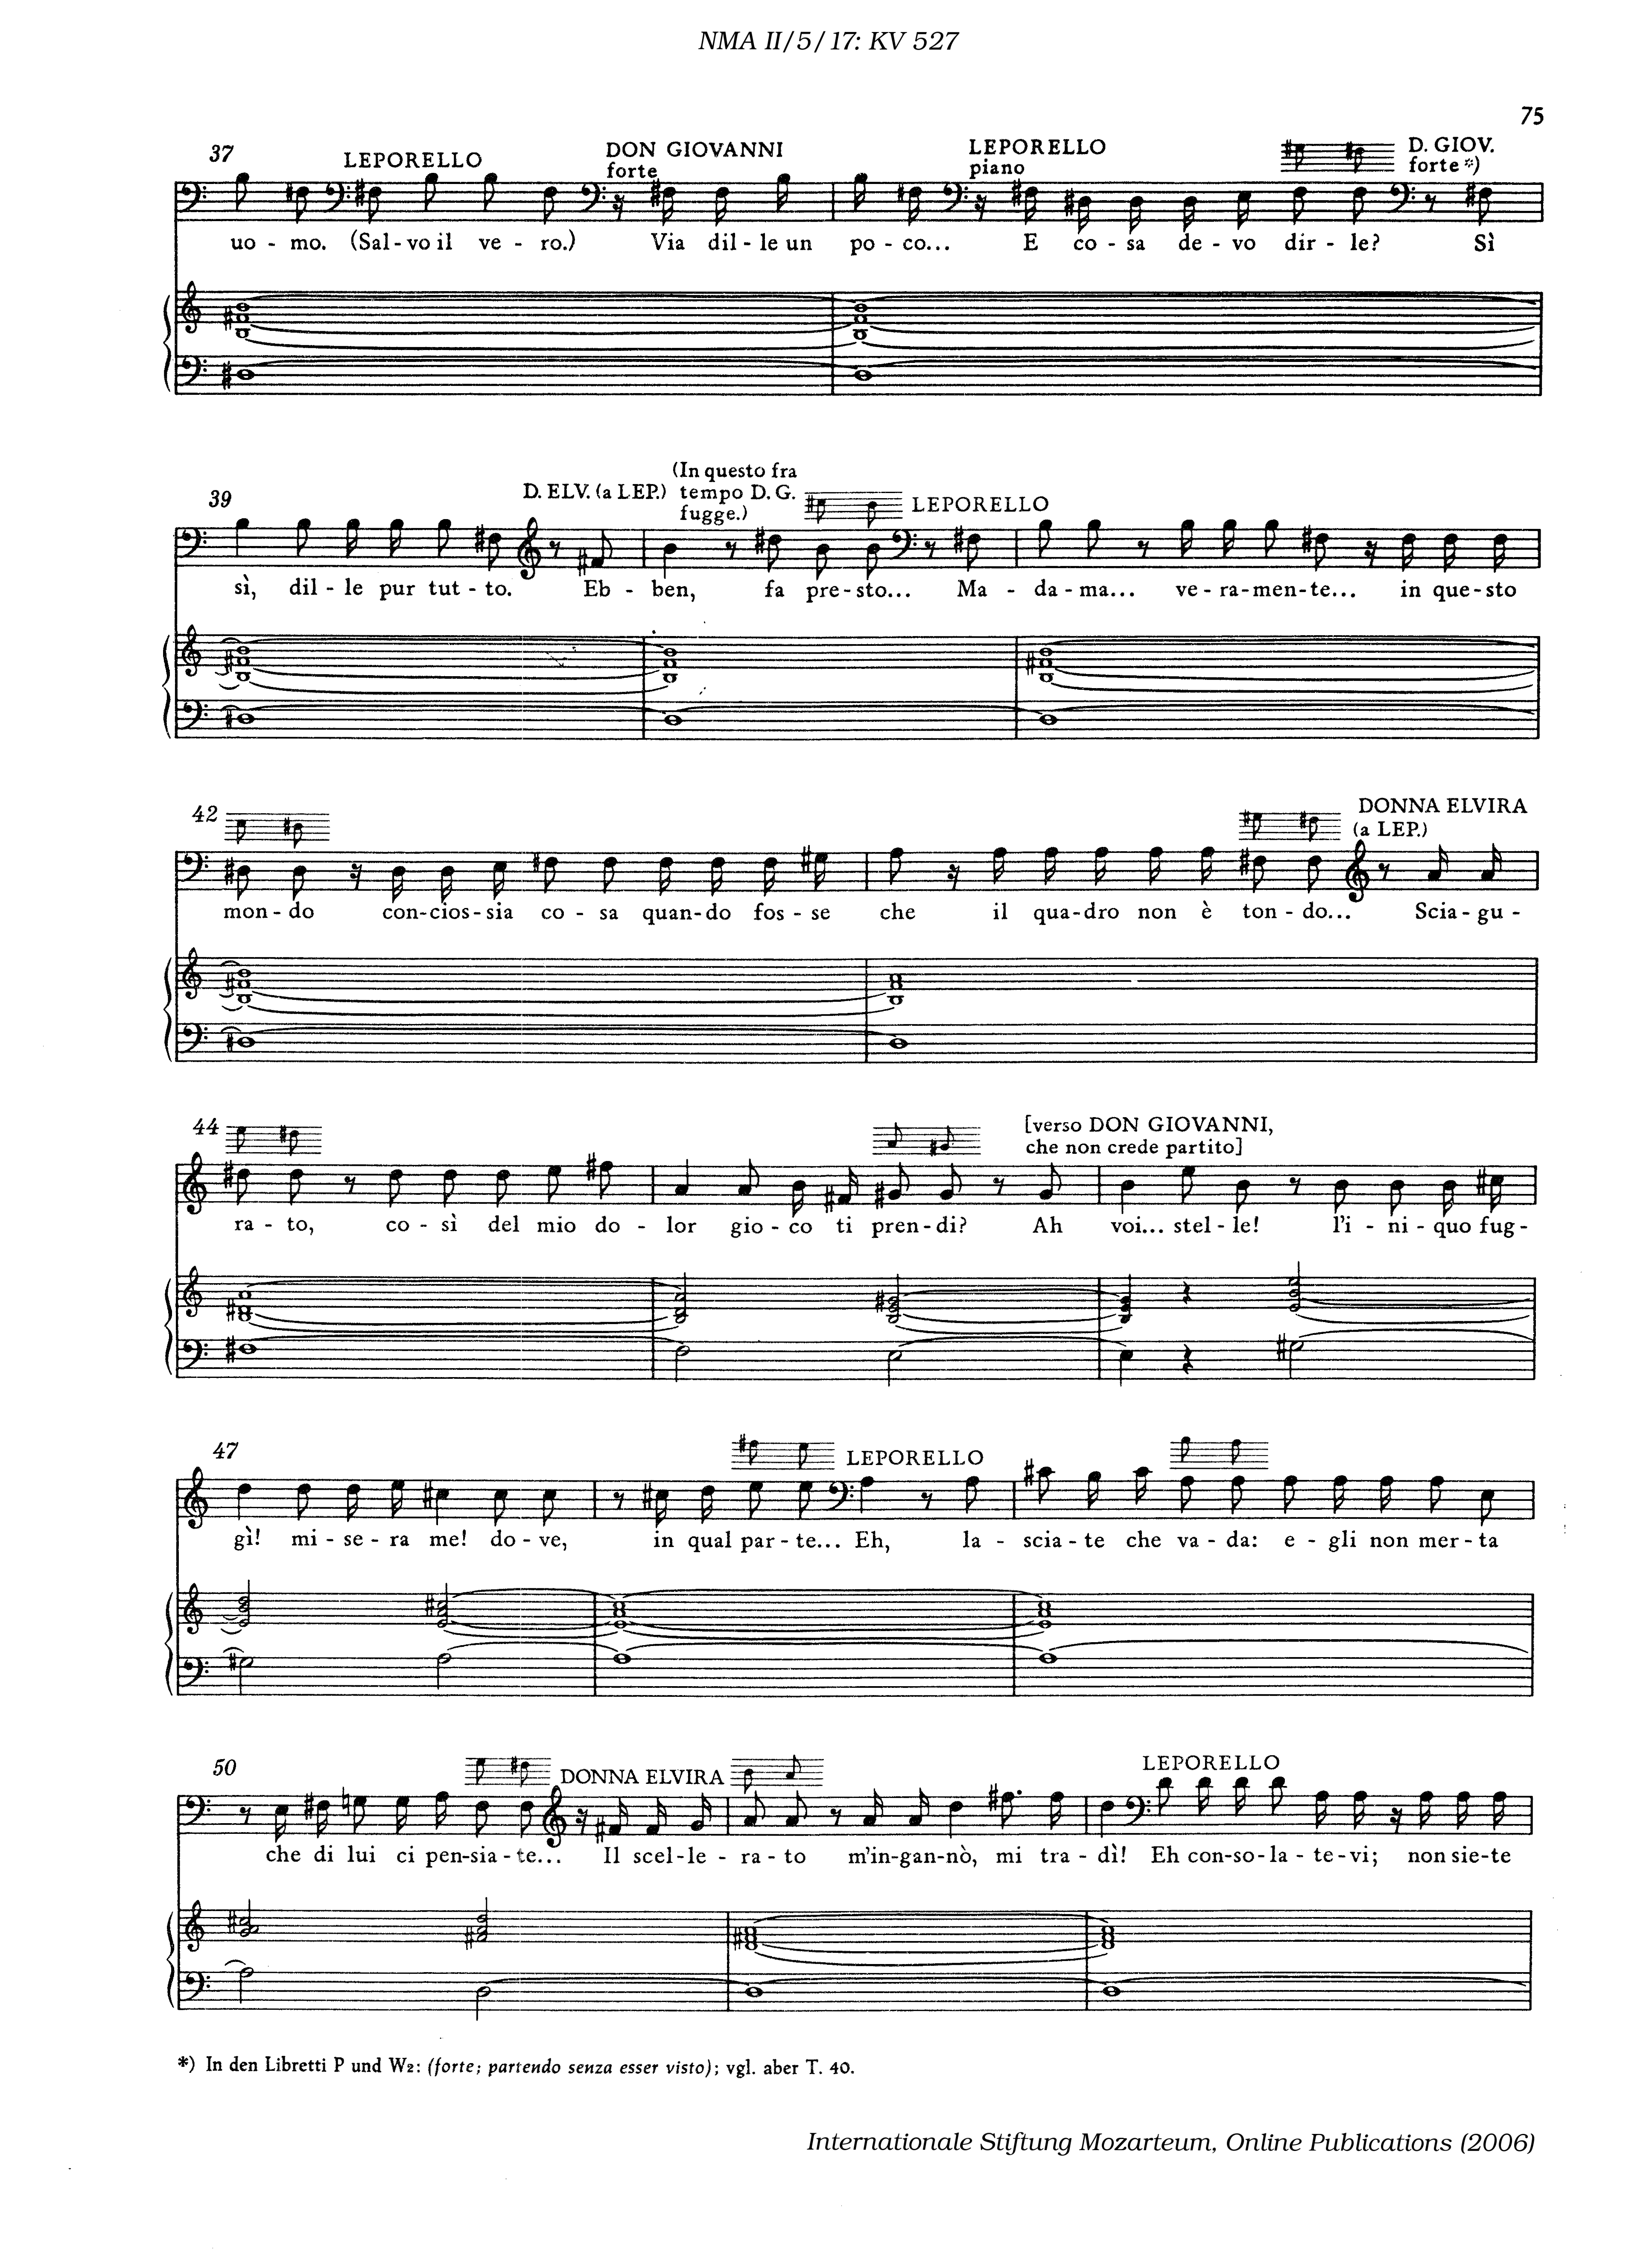 NMA II/5/17: KV 527
75
37 LEPORELLO DON GIOVANNI forte LEPORELLO piano D. GIOV. forte *)
uo - mo. (Sal - vo il ve - ro.) Via dil - le un po - co... E co - sa de - vo dir - le? Sì
39 D. ELV. (a LEP.) (In questo fra tempo D. G. fugge.) LEPORELLO
sì, dil - le pur tut - to. Eb - ben, fa pre - sto... Ma - da - ma... ve - ra - men - te... in que - sto
42 DONNA ELVIRA (a LEP.)
mon - do con - cios - sia co - sa quan - do fos - se che il qua - dro non è ton - do... Scia - gu -
44 [verso DON GIOVANNI, che non crede partito]
ra - to, co - sì del mio do - lor gio - co ti pren - di? Ah voi... stel - le! l'i - ni - quo fug -
47 LEPORELLO
gì! mi - se - ra me! do - ve, in qual par - te... Eh, la - scia - te che va - da: e - gli non mer - ta
50 DONNA ELVIRA LEPORELLO
che di lui ci pen - sia - te... Il scel - le - ra - to m'in - gan - nò, mi tra - dì! Eh con - so - la - te - vi; non sie - te
*) In den Libretti P und W2: (forte; partendo senza esser visto); vgl. aber T. 40.
Internationale Stiftung Mozarteum, Online Publications (2006)